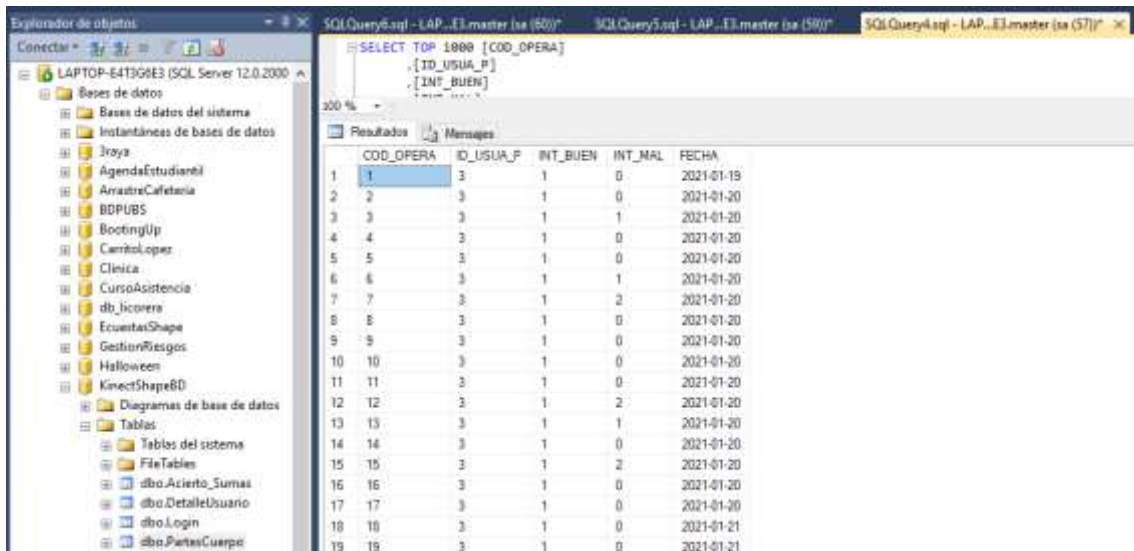 Explorador de objetos
Conectar
LAPTOP-E4T3G6E3 (SQL Server 12.0.2000
Bases de datos
Bases de datos del sistema
Instantáneas de bases de datos
3raya
AgendaEstudiantil
ArrastreCafeteria
BDPUBS
BootingUp
CarritoLopez
Clinica
CursoAsistencia
db_licorera
EcuestasShape
GestionRiesgos
Halloween
KinectShapeBD
Diagramas de base de datos
Tablas
Tablas del sistema
FileTables
dbo.Acierto_Sumas
dbo.DetalleUsuario
dbo.Login
dbo.PartesCuerpo
SQLQuery6.sql - LAP...E3.master (sa (60))* SQLQuery5.sql - LAP...E3.master (sa (59))* SQLQuery4.sql - LAP...E3.master (sa (57))*
SELECT TOP 1000 [COD_OPERA]
,[ID_USUA_P]
,[INT_BUEN]
100 %
Resultados Mensajes
COD_OPERA ID_USUA_P INT_BUEN INT_MAL FECHA
1 1 3 1 0 2021-01-19
2 2 3 1 0 2021-01-20
3 3 3 1 1 2021-01-20
4 4 3 1 0 2021-01-20
5 5 3 1 0 2021-01-20
6 6 3 1 1 2021-01-20
7 7 3 1 2 2021-01-20
8 8 3 1 0 2021-01-20
9 9 3 1 0 2021-01-20
10 10 3 1 0 2021-01-20
11 11 3 1 0 2021-01-20
12 12 3 1 2 2021-01-20
13 13 3 1 1 2021-01-20
14 14 3 1 0 2021-01-20
15 15 3 1 2 2021-01-20
16 16 3 1 0 2021-01-20
17 17 3 1 0 2021-01-20
18 18 3 1 0 2021-01-21
19 19 3 1 0 2021-01-21